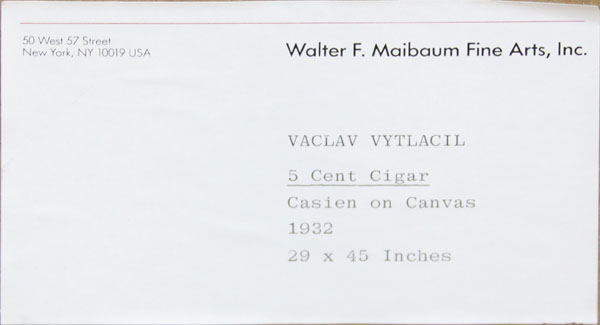 50 West 57 Street
New York, NY 10019 USA
Walter F. Maibaum Fine Arts, Inc.
VACLAV VYTLACIL
5 Cent Cigar
Casien on Canvas
1932
29 x 45 Inches